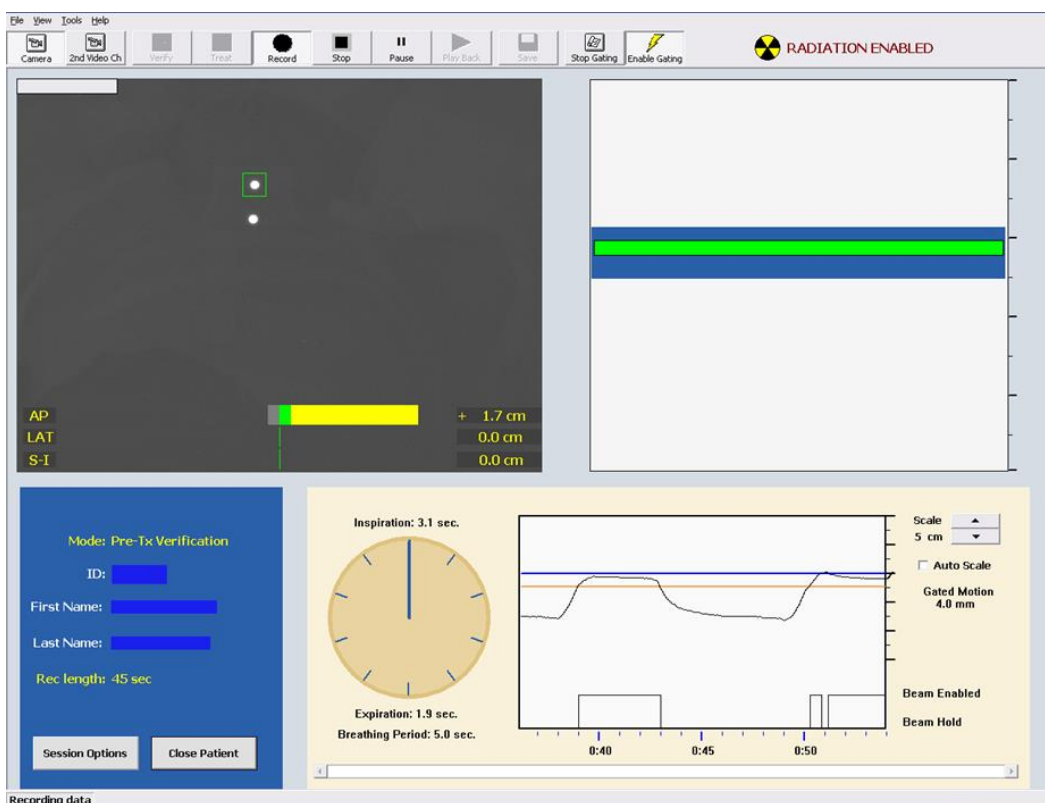 File View Tools Help
Camera 2nd Video Ch Verify Treat Record Stop Pause Play Back Save Stop Gating Enable Gating RADIATION ENABLED
AP + 1.7 cm
LAT 0.0 cm
S-I 0.0 cm
Mode: Pre-Tx Verification
ID:
First Name:
Last Name:
Rec length: 45 sec
Session Options Close Patient
Inspiration: 3.1 sec.
Expiration: 1.9 sec.
Breathing Period: 5.0 sec.
Scale
5 cm
Auto Scale
Gated Motion
4.0 mm
Beam Enabled
Beam Hold
0:40 0:45 0:50
Recording data